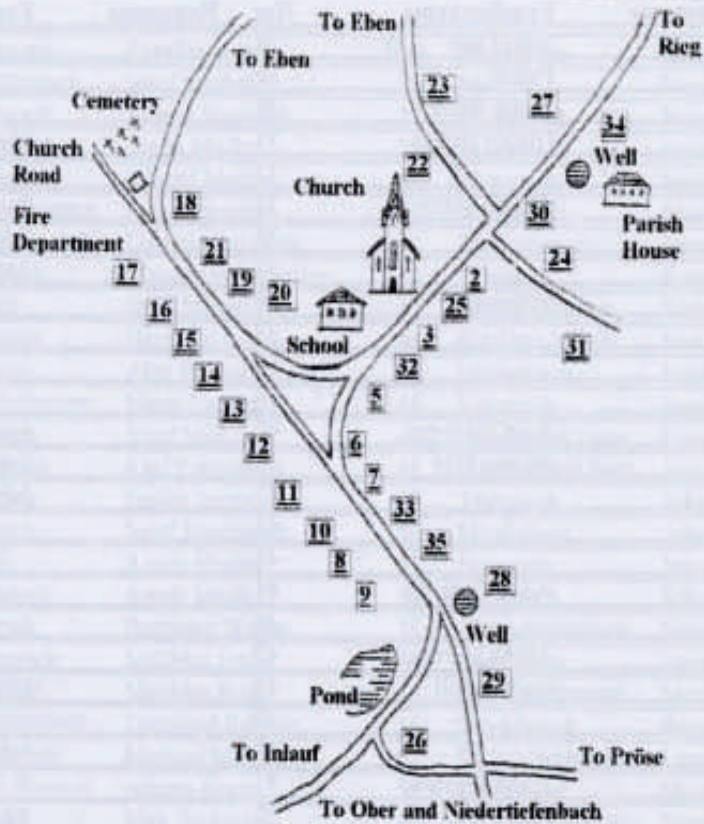 To Eben
To
Rieg
To Eben
23
27
Cemetery
34
Church
Road
22
Well
Church
18
30
Parish
House
Fire
Department
21
24
17
19
20
2
25
16
3
31
15
School
32
14
5
13
6
12
7
11
33
10
35
8
28
9
Well
29
Pond
26
To Inlauf
To Pröse
To Ober and Niedertiefenbach